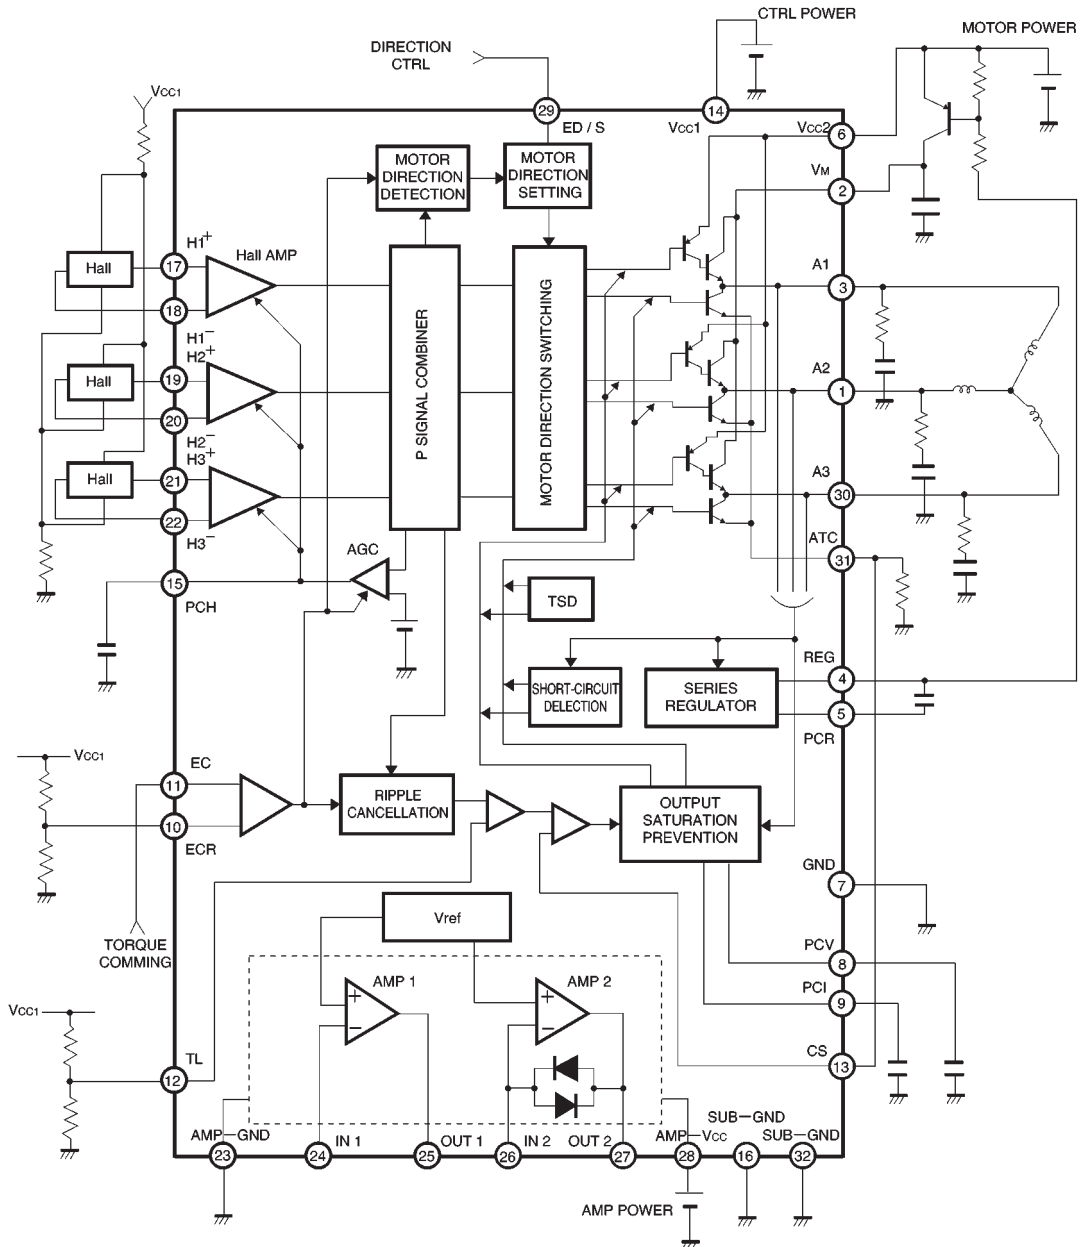 CTRL POWER
MOTOR POWER
DIRECTION
CTRL
VCC1
29
ED / S
14
VCC1
VCC2
6
MOTOR
DIRECTION
DETECTION
MOTOR
DIRECTION
SETTING
VM
2
H1+
Hall AMP
Hall
17
18
A1
3
H1−
H2+
Hall
19
20
P SIGNAL COMBINER
MOTOR DIRECTION SWITCHING
A2
1
H2−
H3+
Hall
21
22
H3−
A3
30
AGC
ATC
31
15
PCH
TSD
REG
4
SHORT-CIRCUIT
DELECTION
SERIES
REGULATOR
5
PCR
VCC1
EC
11
10
ECR
RIPPLE
CANCELLATION
OUTPUT
SATURATION
PREVENTION
GND
7
TORQUE
COMMING
Vref
PCV
8
PCI
9
AMP 1
+
−
AMP 2
+
−
VCC1
TL
12
CS
13
AMP−GND
23
IN 1
24
OUT 1
25
IN 2
26
OUT 2
27
AMP−VCC
28
SUB−GND
16
SUB−GND
32
AMP POWER